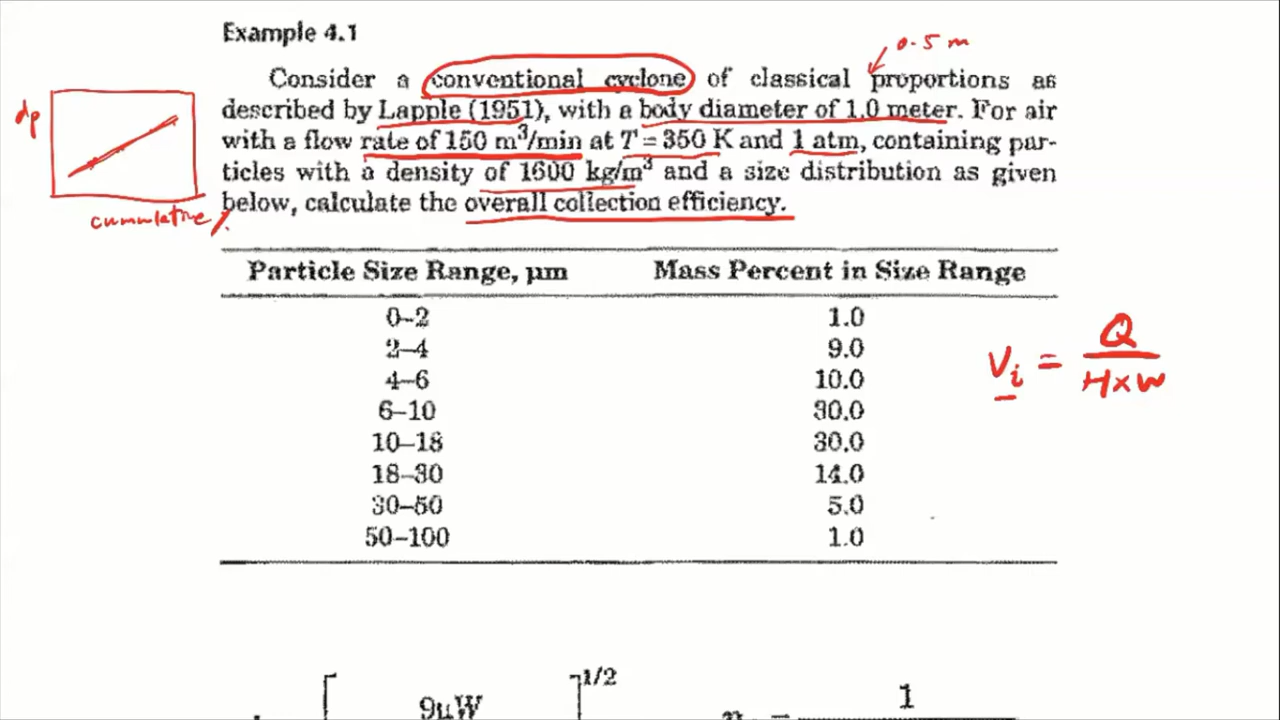 Example 4.1
0.5 m
Consider a conventional cyclone of classical proportions as
described by Lapple (1951), with a body diameter of 1.0 meter. For air
with a flow rate of 150 m³/min at T = 350 K and 1 atm, containing par-
ticles with a density of 1600 kg/m³ and a size distribution as given
below, calculate the overall collection efficiency.
dp
cummulative %
Particle Size Range, µm Mass Percent in Size Range
0–2 1.0
2–4 9.0
4–6 10.0
6–10 30.0
10–18 30.0
18–30 14.0
30–50 5.0
50–100 1.0
Vi = Q
H×W
1/2
9µW
1